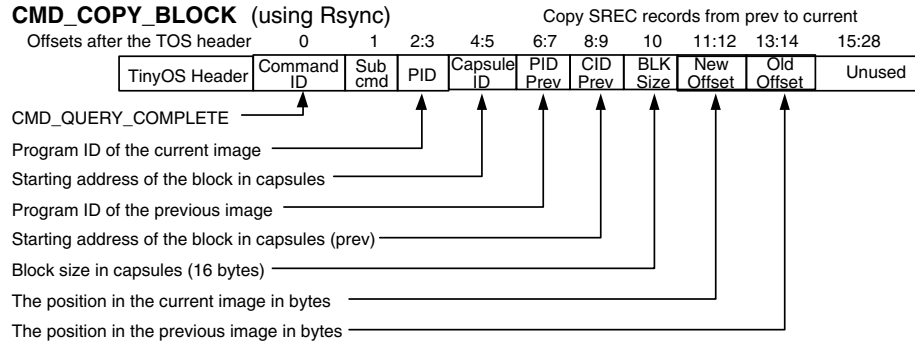 CMD_COPY_BLOCK (using Rsync) Copy SREC records from prev to current
Offsets after the TOS header 0 1 2:3 4:5 6:7 8:9 10 11:12 13:14 15:28
TinyOS Header Command ID Sub cmd PID Capsule ID PID Prev CID Prev BLK Size New Offset Old Offset Unused
CMD_QUERY_COMPLETE
Program ID of the current image
Starting address of the block in capsules
Program ID of the previous image
Starting address of the block in capsules (prev)
Block size in capsules (16 bytes)
The position in the current image in bytes
The position in the previous image in bytes